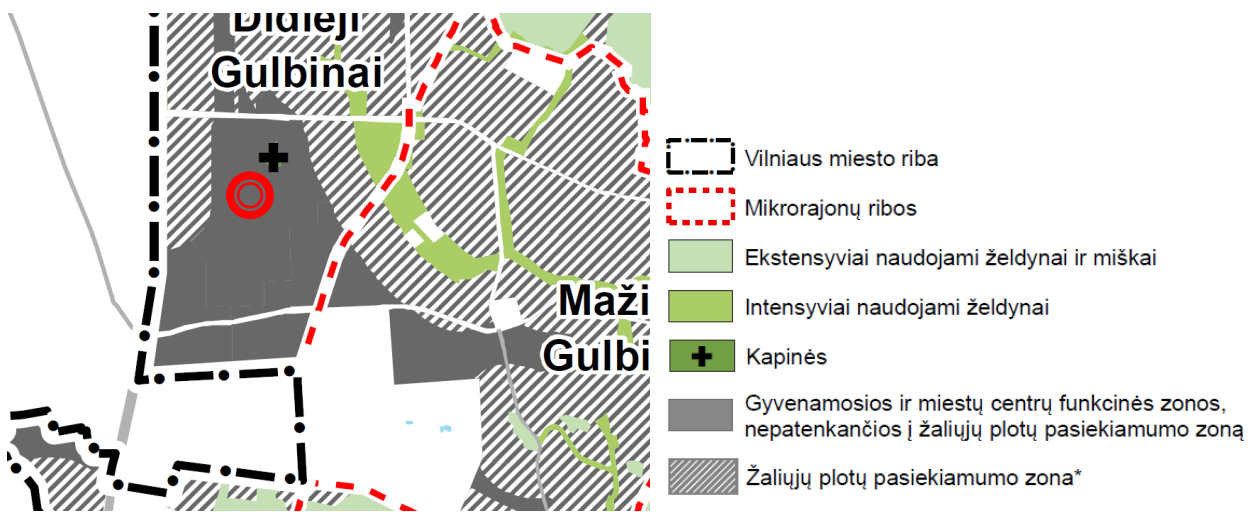 Didieji
Gulbinai
Maži
Gulbi
Vilniaus miesto riba
Mikrorajonų ribos
Ekstensyviai naudojami želdynai ir miškai
Intensyviai naudojami želdynai
Kapinės
Gyvenamosios ir miestų centrų funkcinės zonos,
nepatenkančios į žaliųjų plotų pasiekiamumo zoną
Žaliųjų plotų pasiekiamumo zona*